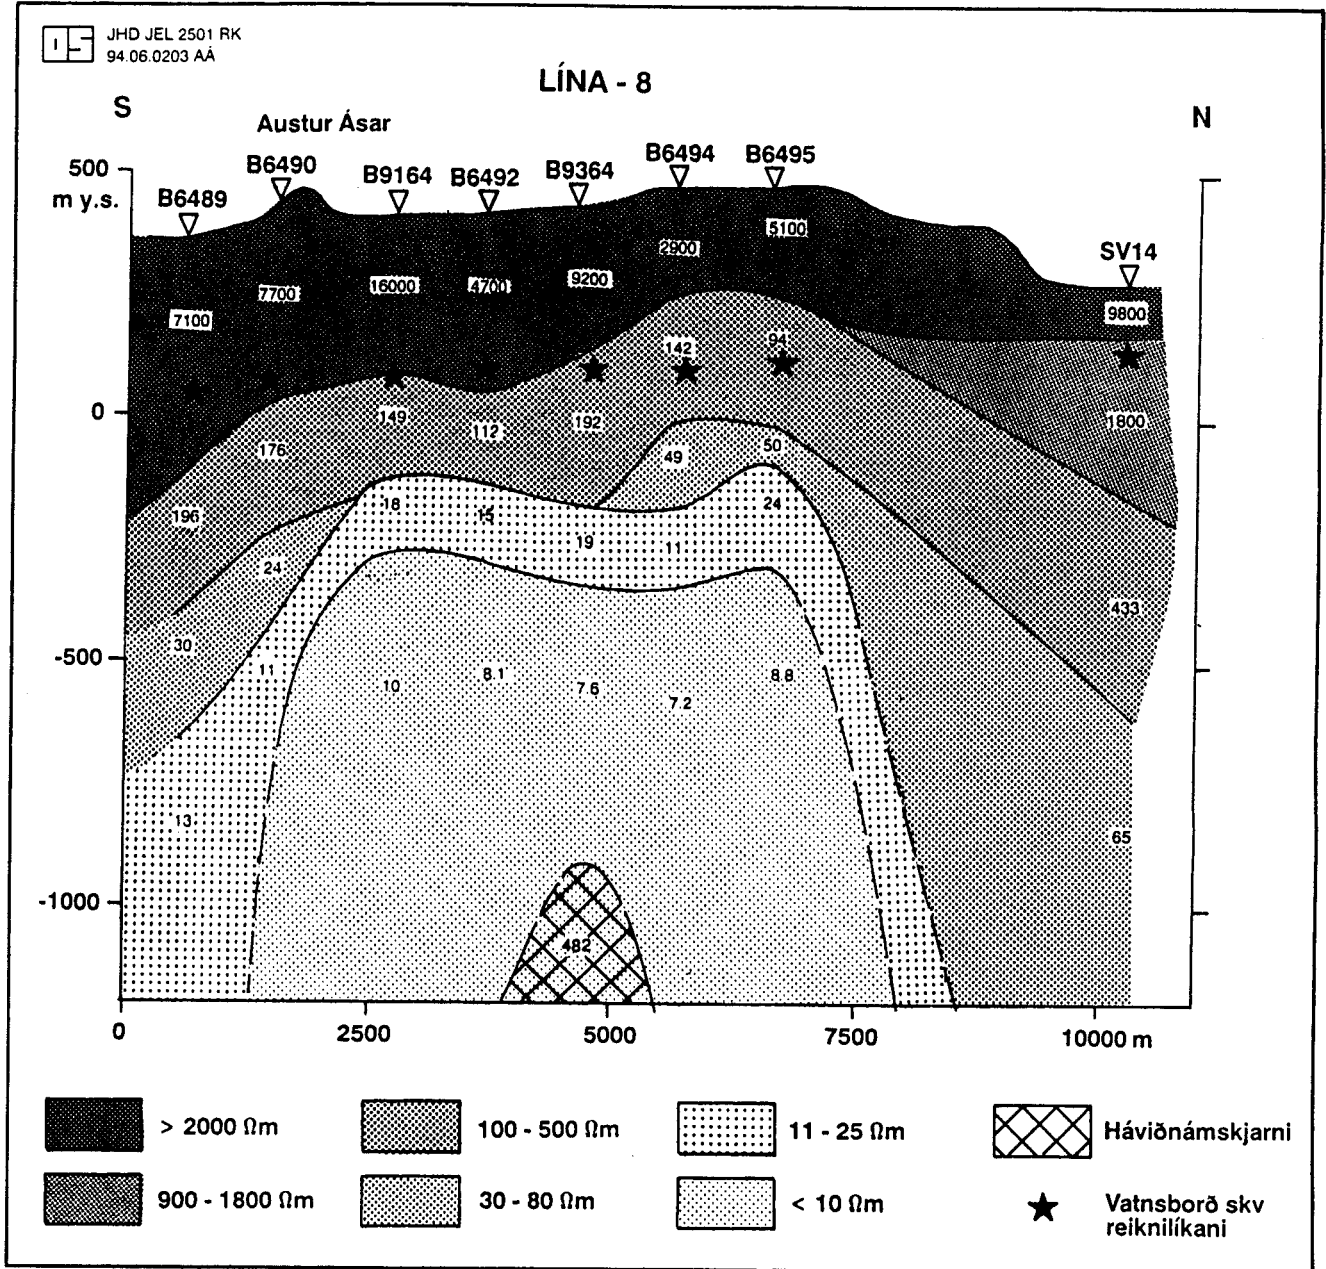 JHD JEL 2501 RK
94.06.0203 AÁ
LÍNA - 8
S
N
Austur Ásar
B6489
B6490
B9164
B6492
B9364
B6494
B6495
SV14
500
m y.s.
0
-500
-1000
7100
7700
16000
4700
9200
2900
5100
9800
142
94
149
112
192
176
196
1800
49
50
18
15
19
11
24
24
30
11
433
10
8.1
7.6
7.2
8.8
13
65
482
0
2500
5000
7500
10000 m
> 2000 Ωm
100 - 500 Ωm
11 - 25 Ωm
Háviðnámskjarni
900 - 1800 Ωm
30 - 80 Ωm
< 10 Ωm
Vatnsborð skv
reiknilíkani